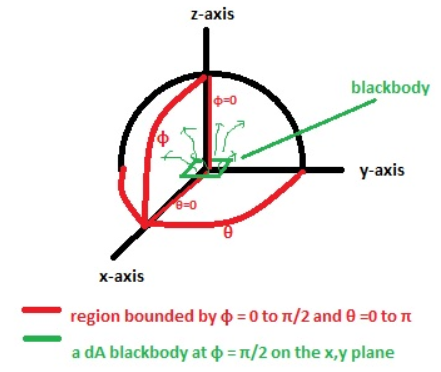 z-axis
blackbody
ϕ=0
ϕ
y-axis
θ=0
θ
x-axis
region bounded by ϕ = 0 to π/2 and θ =0 to π
a dA blackbody at ϕ = π/2 on the x,y plane